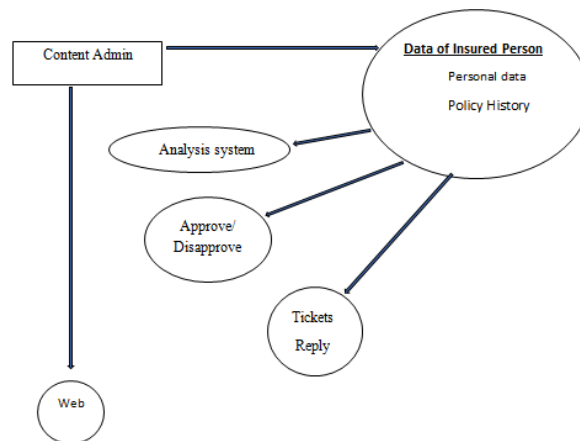 Content Admin
Data of Insured Person
Personal data
Policy History
Analysis system
Approve/
Disapprove
Tickets
Reply
Web